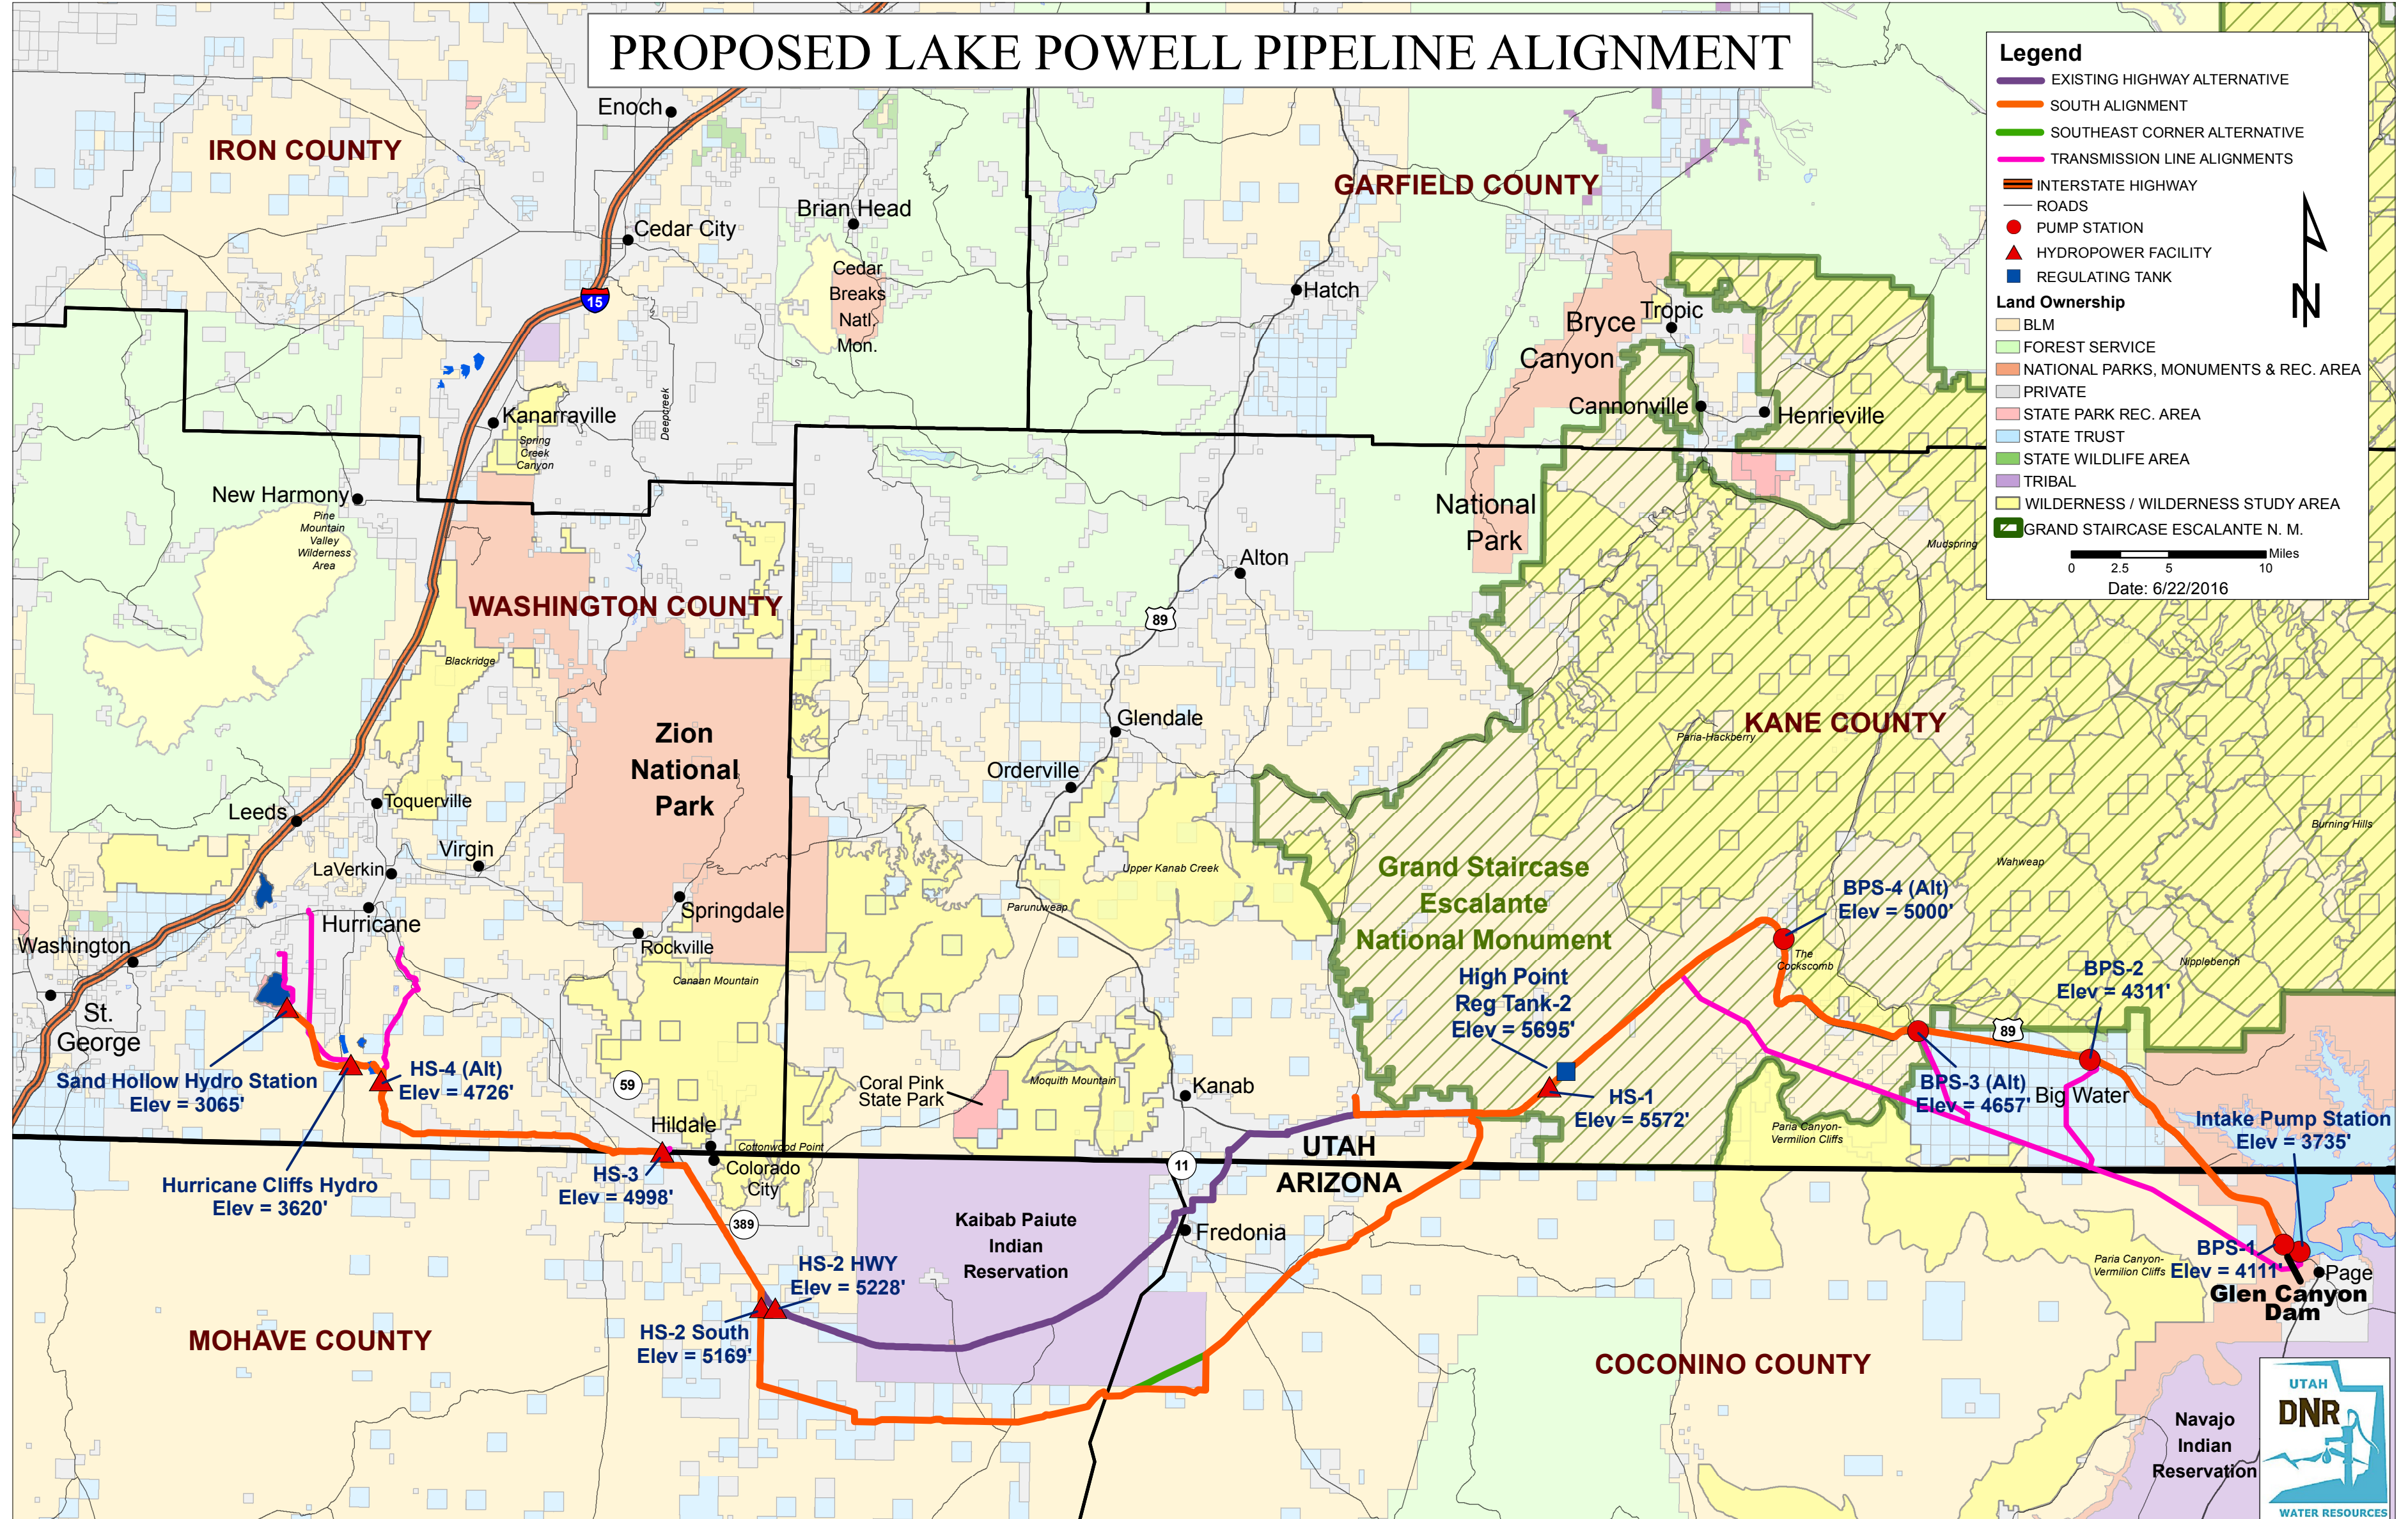 PROPOSED LAKE POWELL PIPELINE ALIGNMENT
Legend
EXISTING HIGHWAY ALTERNATIVE
SOUTH ALIGNMENT
SOUTHEAST CORNER ALTERNATIVE
TRANSMISSION LINE ALIGNMENTS
INTERSTATE HIGHWAY
ROADS
PUMP STATION
HYDROPOWER FACILITY
REGULATING TANK
Land Ownership
BLM
FOREST SERVICE
NATIONAL PARKS, MONUMENTS & REC. AREA
PRIVATE
STATE PARK REC. AREA
STATE TRUST
STATE WILDLIFE AREA
TRIBAL
WILDERNESS / WILDERNESS STUDY AREA
GRAND STAIRCASE ESCALANTE N. M.
Miles
0 2.5 5 10
Date: 6/22/2016
N
Enoch
IRON COUNTY
GARFIELD COUNTY
Brian Head
Cedar City
Cedar
Breaks
Natl.
Mon.
15
Hatch
Tropic
Bryce
Canyon
Cannonville
Henrieville
Kanarraville
Deepcreek
Spring
Creek
Canyon
New Harmony
Pine
Mountain
Valley
Wilderness
Area
National
Park
Mudspring
Alton
WASHINGTON COUNTY
89
Blackridge
Zion
National
Park
Glendale
KANE COUNTY
Paria-Hackberry
Orderville
Toquerville
Leeds
Burning Hills
Virgin
LaVerkin
Upper Kanab Creek
Grand Staircase
Escalante
National Monument
Wahweap
BPS-4 (Alt)
Elev = 5000'
Hurricane
Springdale
Parunuweap
Washington
Rockville
The
Cockscomb
Nipplebench
BPS-2
Elev = 4311'
Canaan Mountain
High Point
Reg Tank-2
Elev = 5695'
St.
George
89
Sand Hollow Hydro Station
Elev = 3065'
HS-4 (Alt)
Elev = 4726'
59
Coral Pink
State Park
Moquith Mountain
Kanab
HS-1
Elev = 5572'
BPS-3 (Alt)
Elev = 4657'
Big Water
Hildale
Cottonwood Point
Colorado
City
UTAH
ARIZONA
11
Paria Canyon-
Vermilion Cliffs
Intake Pump Station
Elev = 3735'
Hurricane Cliffs Hydro
Elev = 3620'
HS-3
Elev = 4998'
389
Kaibab Paiute
Indian
Reservation
Fredonia
HS-2 HWY
Elev = 5228'
Paria Canyon-
Vermilion Cliffs
BPS-1
Elev = 4111'
Page
Glen Canyon
Dam
HS-2 South
Elev = 5169'
MOHAVE COUNTY
COCONINO COUNTY
Navajo
Indian
Reservation
UTAH
DNR
WATER RESOURCES